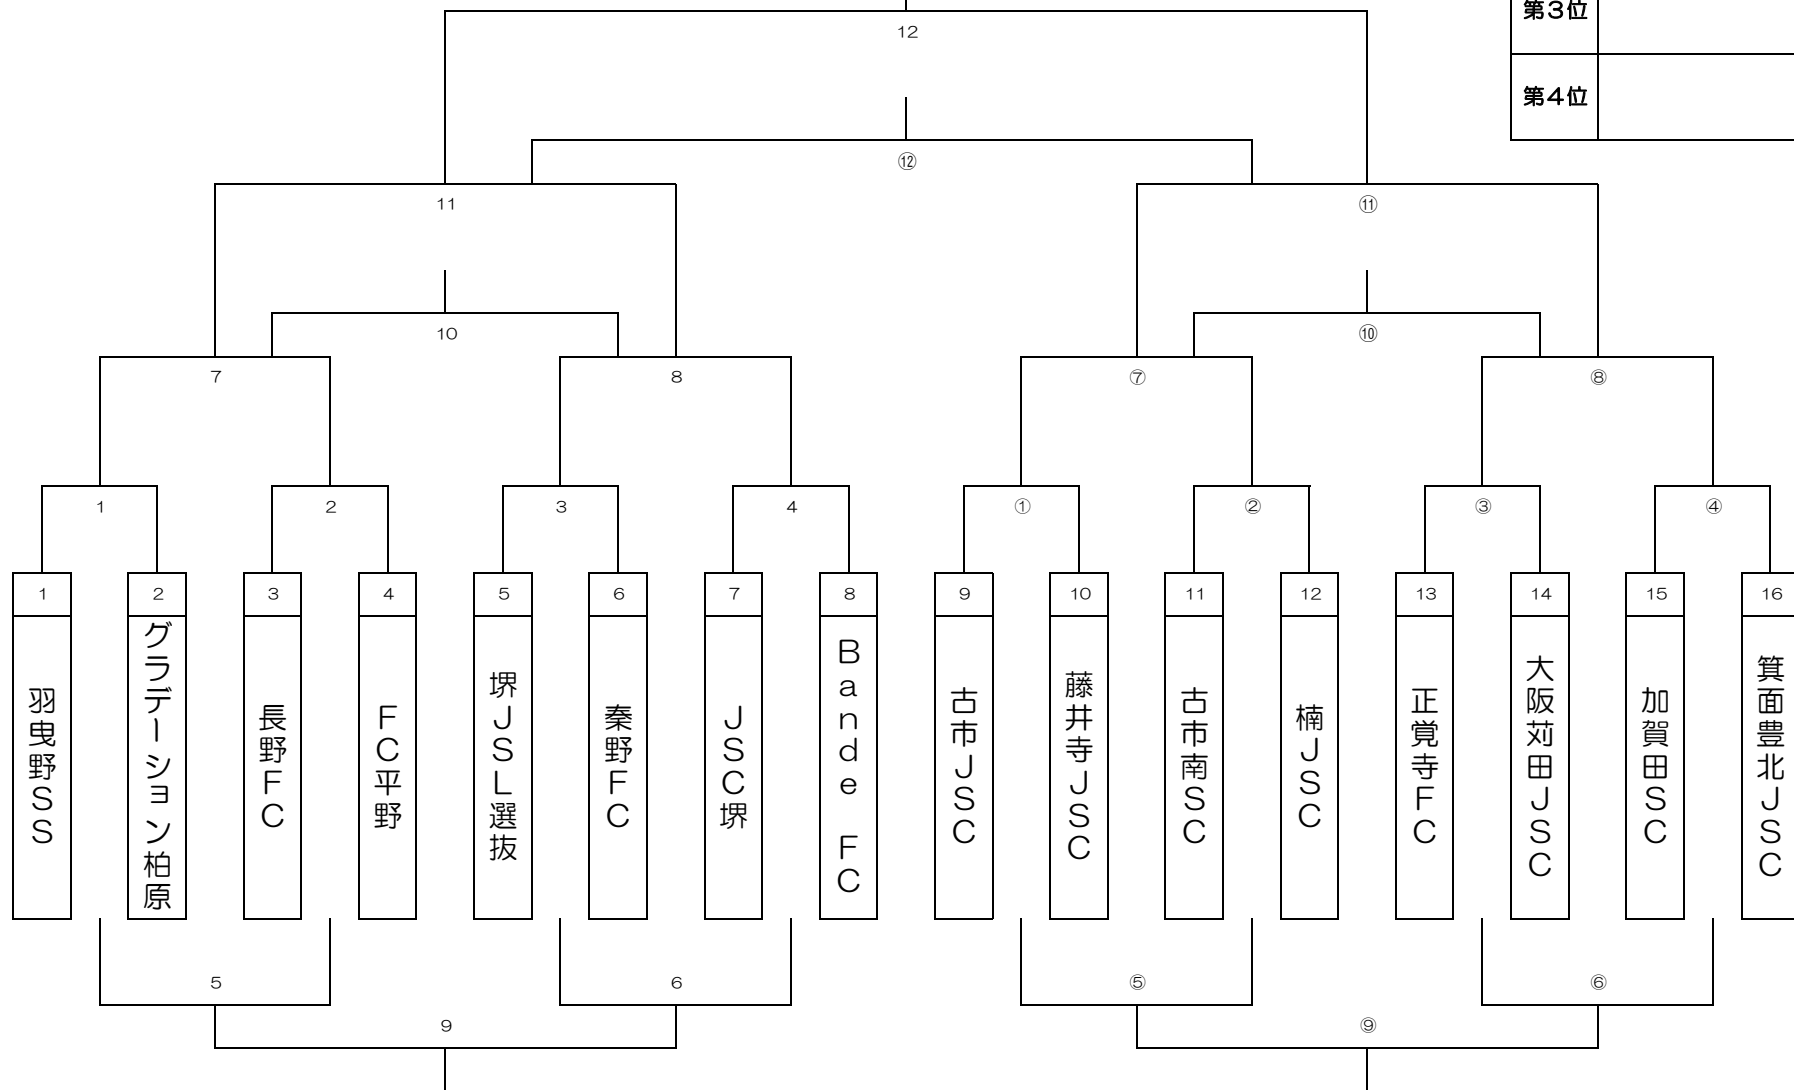 第3位
12
第4位
⑫
11
⑪
10
⑩
7
8
⑦
⑧
1
2
3
4
①
②
③
④
1
2
3
4
5
6
7
8
9
10
11
12
13
14
15
16
羽曳野SS
グラデーション柏原
長野FC
FC平野
堺JSL選抜
秦野FC
JSC堺
Bande FC
古市JSC
藤井寺JSC
古市南SC
楠JSC
正覚寺FC
大阪苅田JSC
加賀田SC
箕面豊北JSC
5
6
⑤
⑥
9
⑨